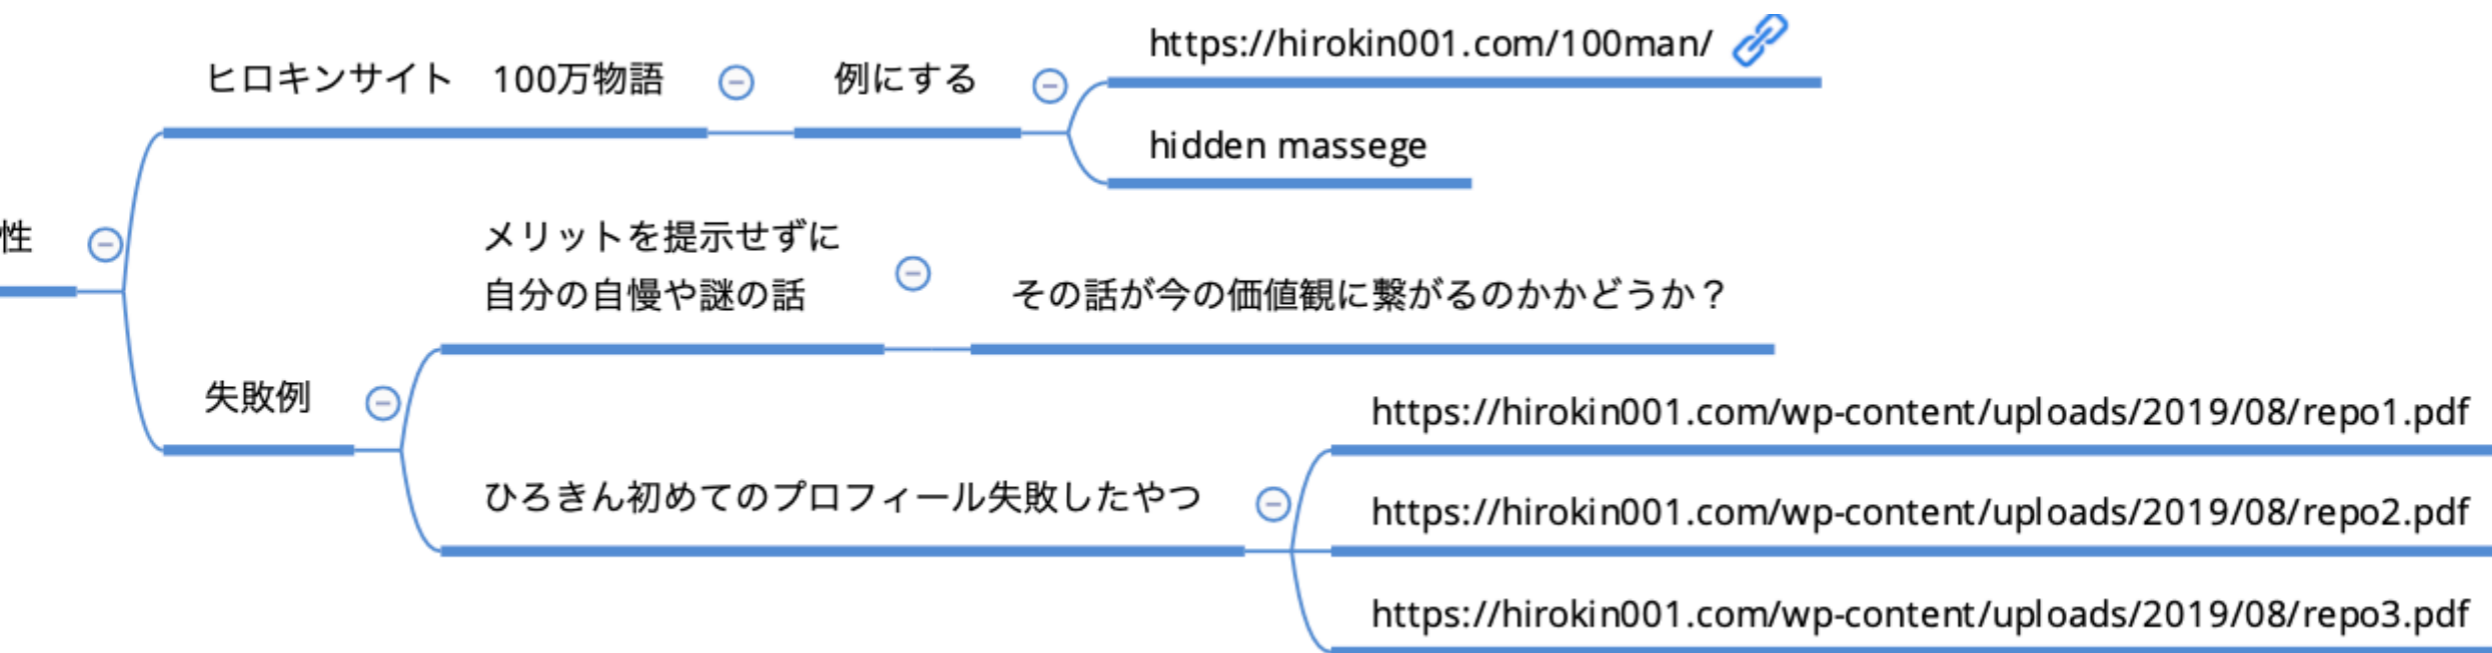 https://hirokin001.com/100man/
ヒロキンサイト　100万物語
例にする
hidden massege
性
メリットを提示せずに
自分の自慢や謎の話
その話が今の価値観に繋がるのかかどうか？
失敗例
https://hirokin001.com/wp-content/uploads/2019/08/repo1.pdf
ひろきん初めてのプロフィール失敗したやつ
https://hirokin001.com/wp-content/uploads/2019/08/repo2.pdf
https://hirokin001.com/wp-content/uploads/2019/08/repo3.pdf